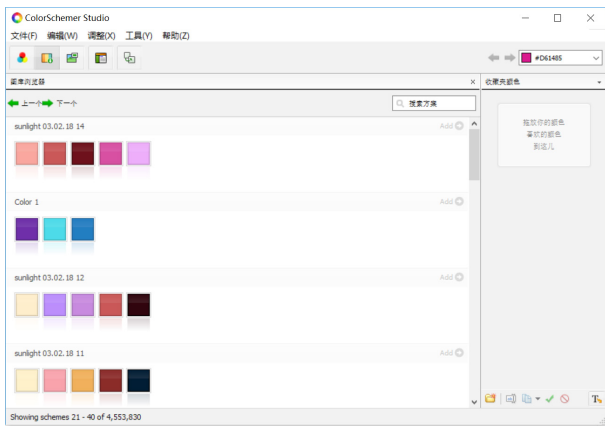 ColorSchemer Studio
文件(F) 编辑(W) 调整(X) 工具(Y) 帮助(Z)
#D61405
图库浏览器
收藏夹颜色
上一个 下一个
搜索方案
拖放你的颜色
喜欢的颜色
到这儿
sunlight 03.02.18 14
Add
Color 1
Add
sunlight 03.02.18 12
Add
sunlight 03.02.18 11
Add
Showing schemes 21 - 40 of 4,553,830